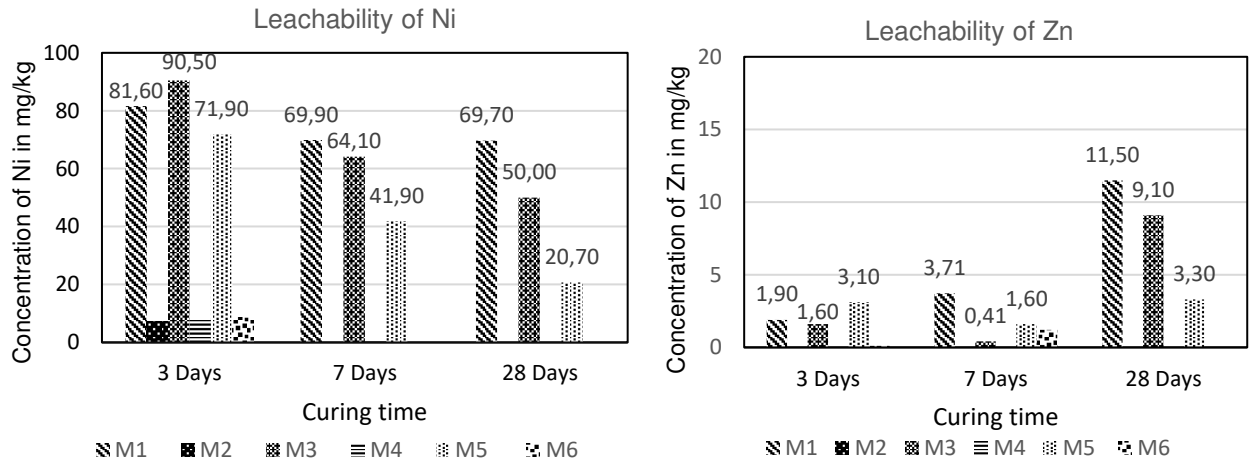 Leachability of Ni
Concentration of Ni in mg/kg
100
80
60
40
20
0
81,60
90,50
71,90
69,90
64,10
41,90
69,70
50,00
20,70
3 Days
7 Days
28 Days
Curing time
M1 M2 M3 M4 M5 M6
Leachability of Zn
Concentration of Zn in mg/kg
20
15
10
5
0
1,90
1,60
3,10
3,71
0,41
1,60
11,50
9,10
3,30
3 Days
7 Days
28 Days
Curing time
M1 M2 M3 M4 M5 M6